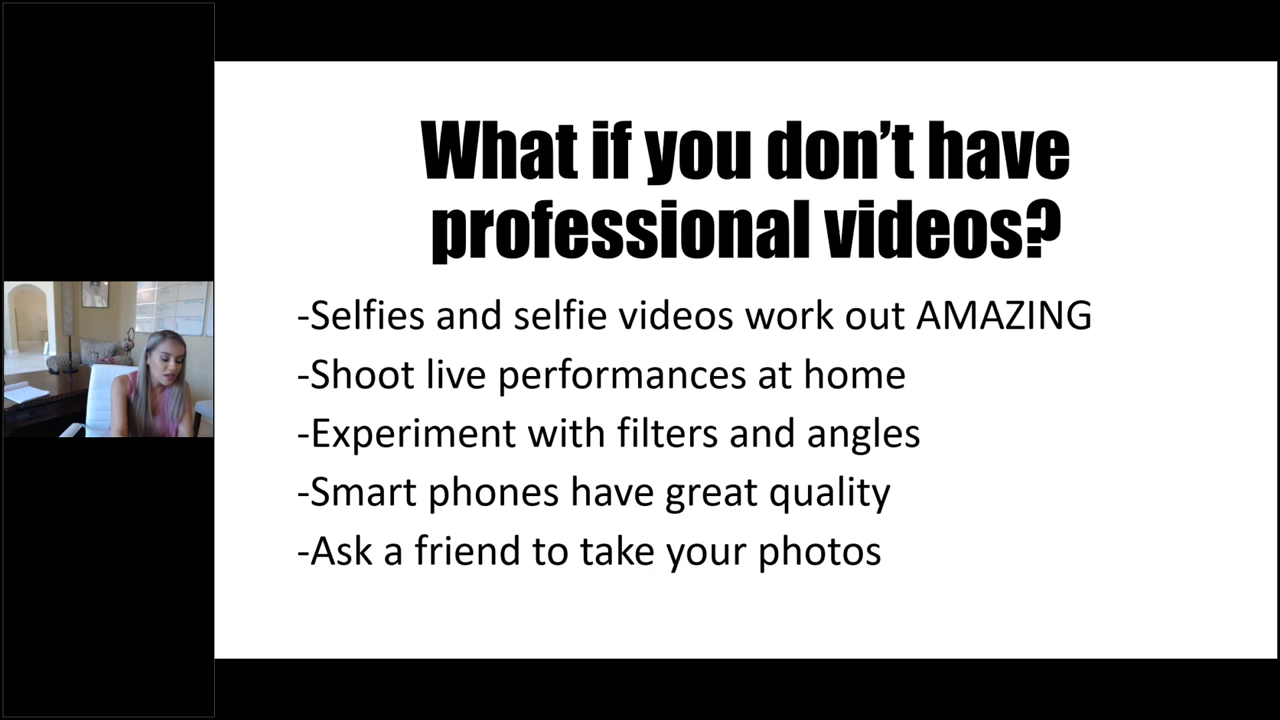 What if you don’t have
professional videos?
-Selfies and selfie videos work out AMAZING
-Shoot live performances at home
-Experiment with filters and angles
-Smart phones have great quality
-Ask a friend to take your photos